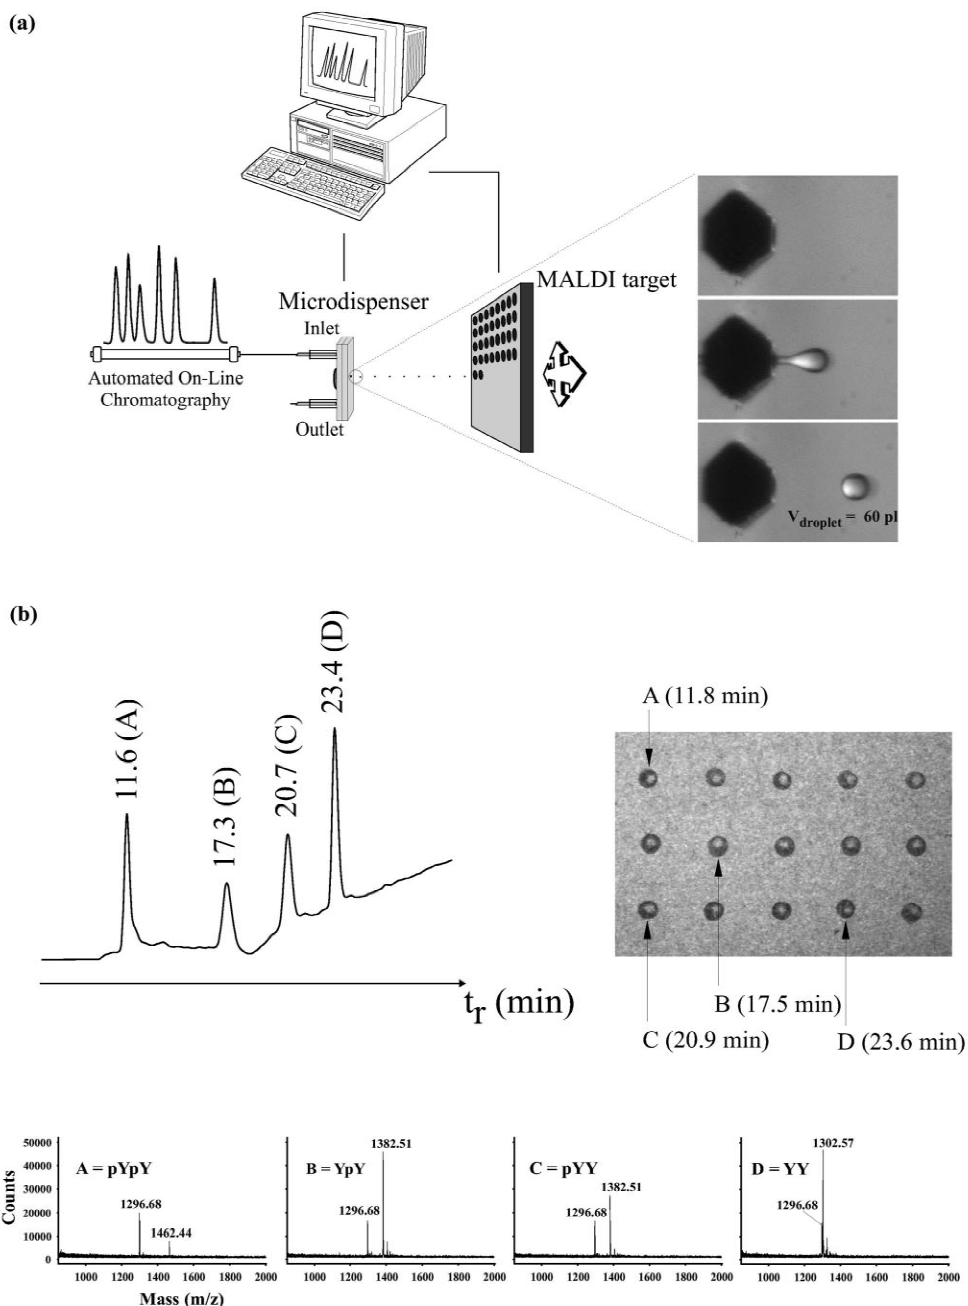 (a)
MALDI target
Microdispenser
Inlet
Automated On-Line
Chromatography
Outlet
Vdroplet = 60 pl
(b)
11.6 (A)
17.3 (B)
20.7 (C)
23.4 (D)
tr (min)
A (11.8 min)
B (17.5 min)
C (20.9 min)
D (23.6 min)
Counts
50000
40000
30000
20000
10000
0
A = pYpY
1296.68
1462.44
1000 1200 1400 1600 1800 2000
Mass (m/z)
1382.51
B = YpY
1296.68
1000 1200 1400 1600 1800 2000
C = pYY
1382.51
1296.68
1000 1200 1400 1600 1800 2000
1302.57
D = YY
1296.68
1000 1200 1400 1600 1800 2000